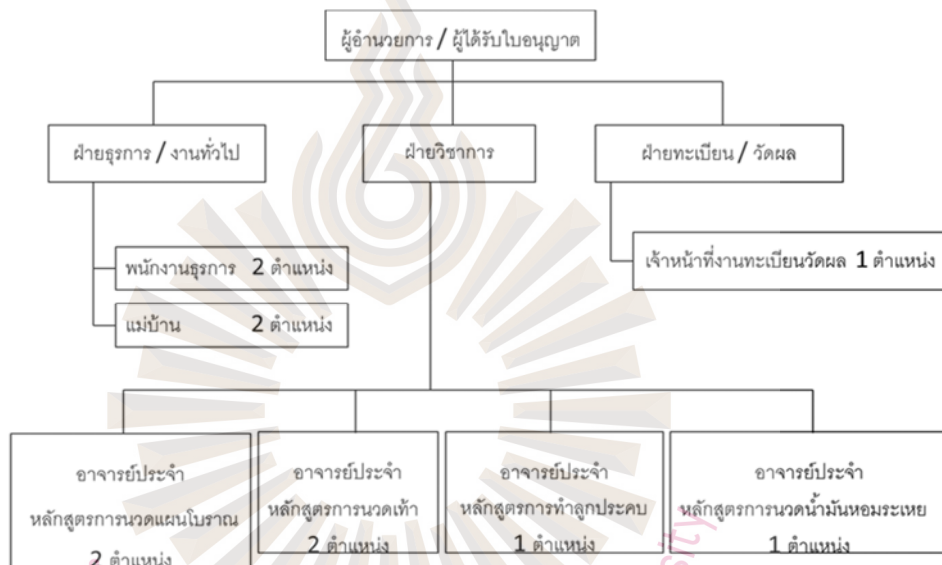 ผู้อำนวยการ / ผู้ได้รับใบอนุญาต
ฝ่ายธุรการ / งานทั่วไป
ฝ่ายวิชาการ
ฝ่ายทะเบียน / วัดผล
พนักงานธุรการ 2 ตำแหน่ง
แม่บ้าน 2 ตำแหน่ง
เจ้าหน้าที่งานทะเบียนวัดผล 1 ตำแหน่ง
อาจารย์ประจำ
หลักสูตรการนวดแผนโบราณ
2 ตำแหน่ง
อาจารย์ประจำ
หลักสูตรการนวดเท้า
2 ตำแหน่ง
อาจารย์ประจำ
หลักสูตรการทำลูกประคบ
1 ตำแหน่ง
อาจารย์ประจำ
หลักสูตรการนวดน้ำมันหอมระเหย
1 ตำแหน่ง